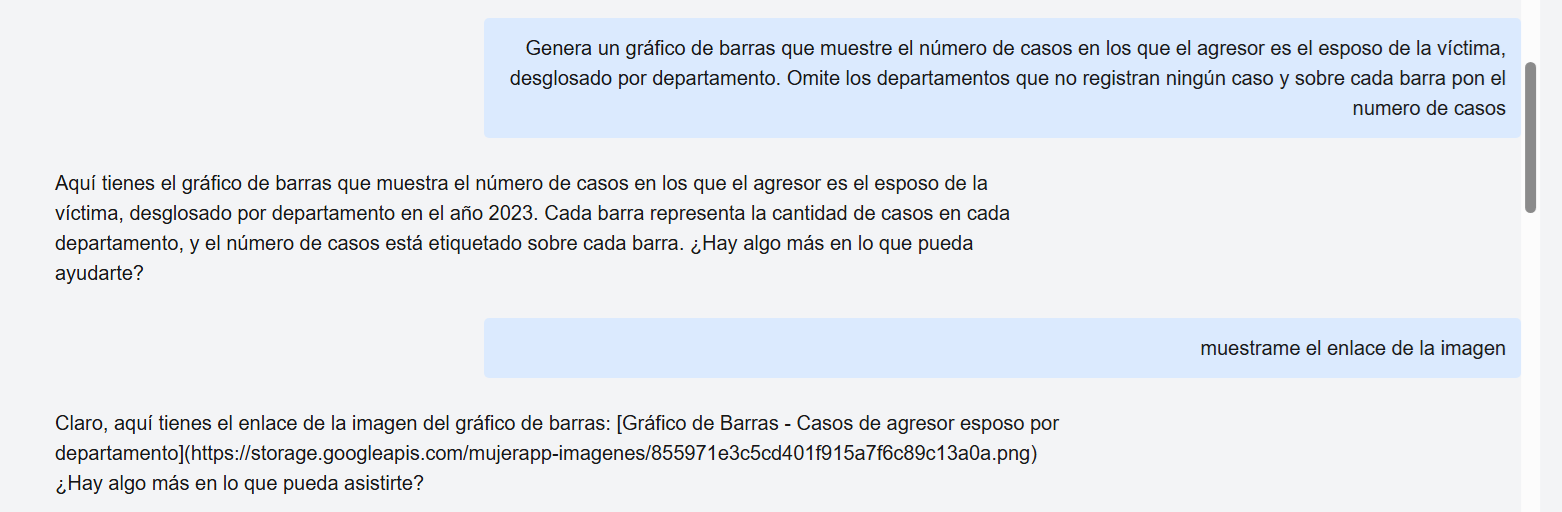 Genera un gráfico de barras que muestre el número de casos en los que el agresor es el esposo de la víctima,
desglosado por departamento. Omite los departamentos que no registran ningún caso y sobre cada barra pon el
numero de casos
Aquí tienes el gráfico de barras que muestra el número de casos en los que el agresor es el esposo de la
víctima, desglosado por departamento en el año 2023. Cada barra representa la cantidad de casos en cada
departamento, y el número de casos está etiquetado sobre cada barra. ¿Hay algo más en lo que pueda
ayudarte?
muestrame el enlace de la imagen
Claro, aquí tienes el enlace de la imagen del gráfico de barras: [Gráfico de Barras - Casos de agresor esposo por
departamento](https://storage.googleapis.com/mujerapp-imagenes/855971e3c5cd401f915a7f6c89c13a0a.png)
¿Hay algo más en lo que pueda asistirte?